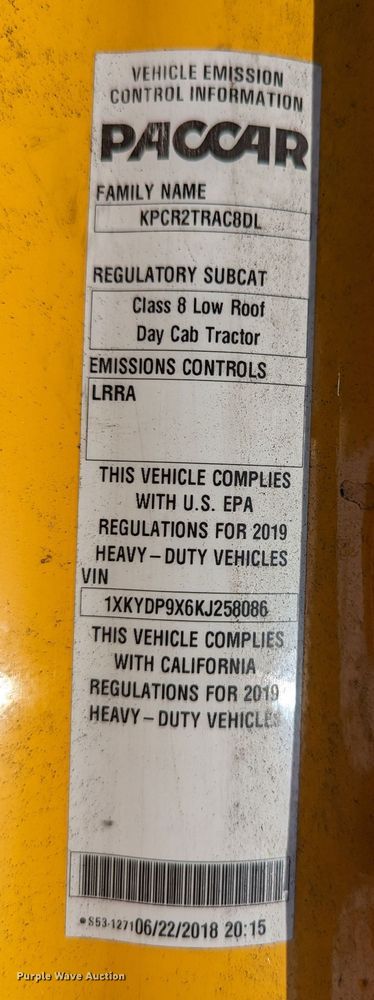 VEHICLE EMISSION
CONTROL INFORMATION
PACCAR
FAMILY NAME
KPCR2TRAC8DL
REGULATORY SUBCAT
Class 8 Low Roof
Day Cab Tractor
EMISSIONS CONTROLS
LRRA
THIS VEHICLE COMPLIES
WITH U.S. EPA
REGULATIONS FOR 2019
HEAVY-DUTY VEHICLES
VIN
1XKYDP9X6KJ258086
THIS VEHICLE COMPLIES
WITH CALIFORNIA
REGULATIONS FOR 2019
HEAVY-DUTY VEHICLES
S53-1271 06/22/2018 20:15
Purple Wave Auction